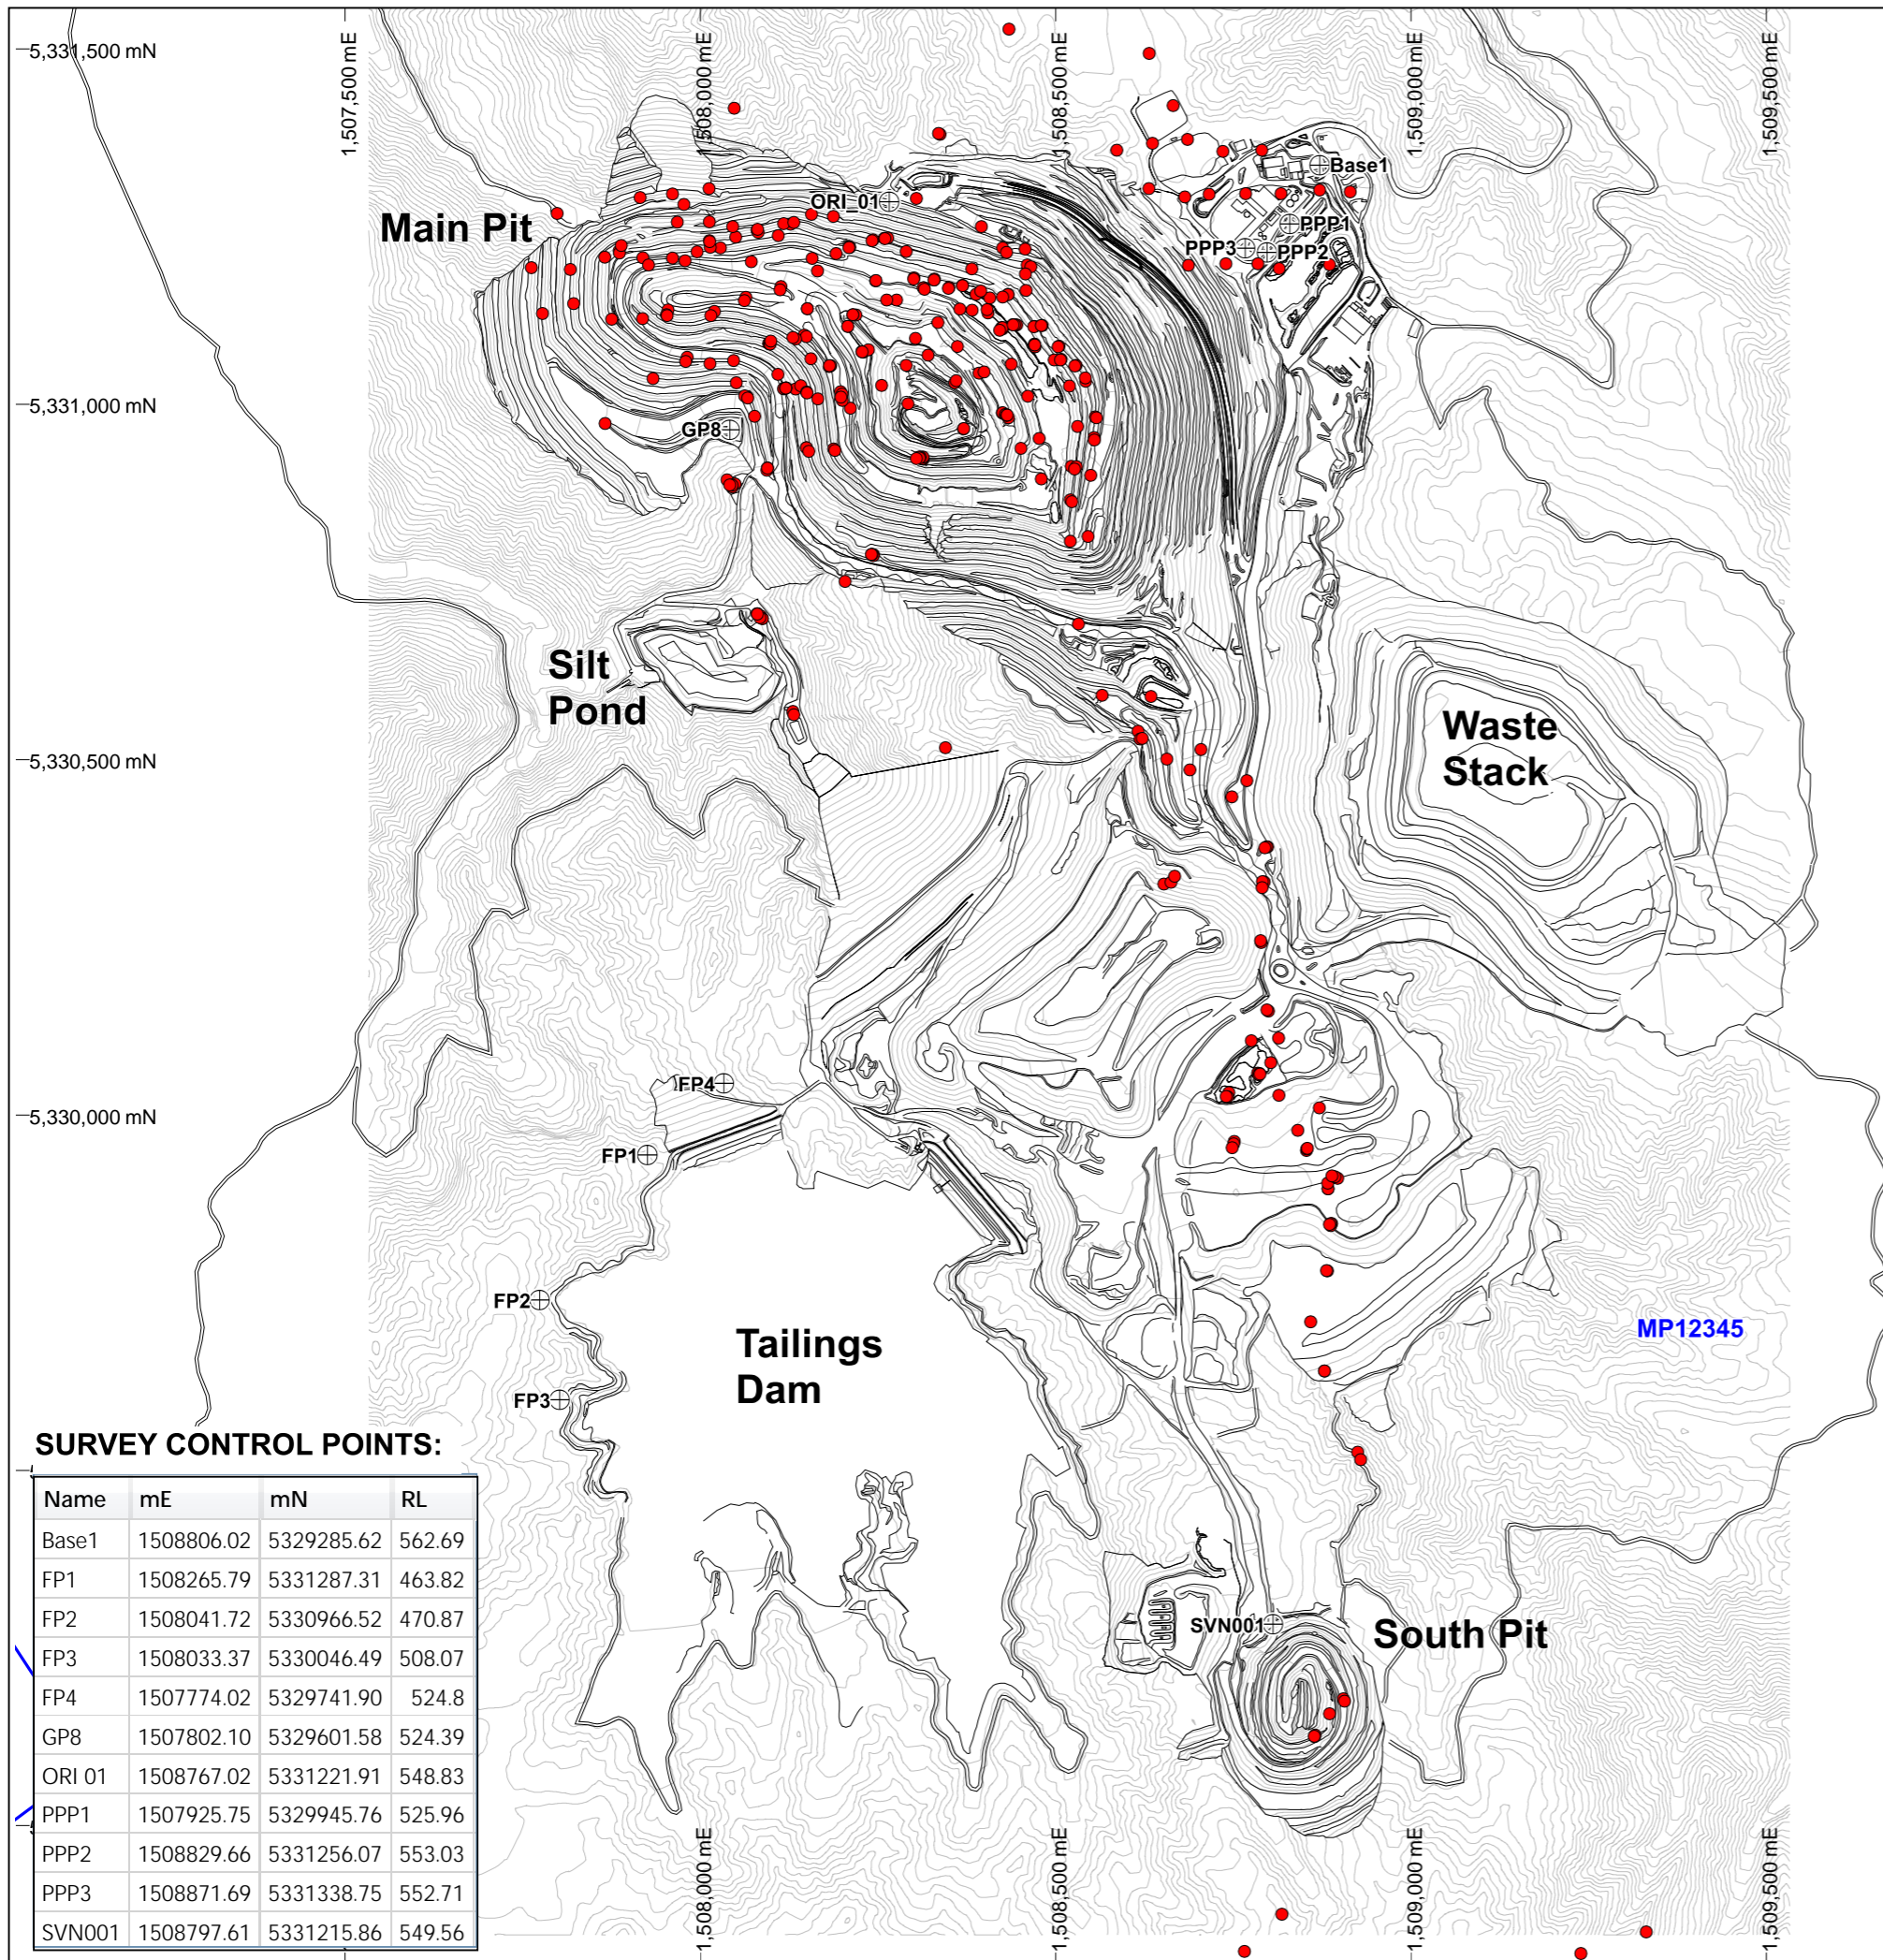 5,331,500 mN
1,507,500 mE
1,508,000 mE
1,508,500 mE
1,509,000 mE
1,509,500 mE
Base1
ORI_01
Main Pit
PPP1
PPP3
PPP2
5,331,000 mN
GP8
Silt
Pond
Waste
Stack
5,330,500 mN
FP4
5,330,000 mN
FP1
FP2
Tailings
Dam
MP12345
FP3
SURVEY CONTROL POINTS:
Name mE mN RL
Base1 1508806.02 5329285.62 562.69
FP1 1508265.79 5331287.31 463.82
FP2 1508041.72 5330966.52 470.87
FP3 1508033.37 5330046.49 508.07
FP4 1507774.02 5329741.90 524.8
GP8 1507802.10 5329601.58 524.39
ORI 01 1508767.02 5331221.91 548.83
PPP1 1507925.75 5329945.76 525.96
PPP2 1508829.66 5331256.07 553.03
PPP3 1508871.69 5331338.75 552.71
SVN001 1508797.61 5331215.86 549.56
SVN001
South Pit
1,508,000 mE
1,508,500 mE
1,509,000 mE
1,509,500 mE